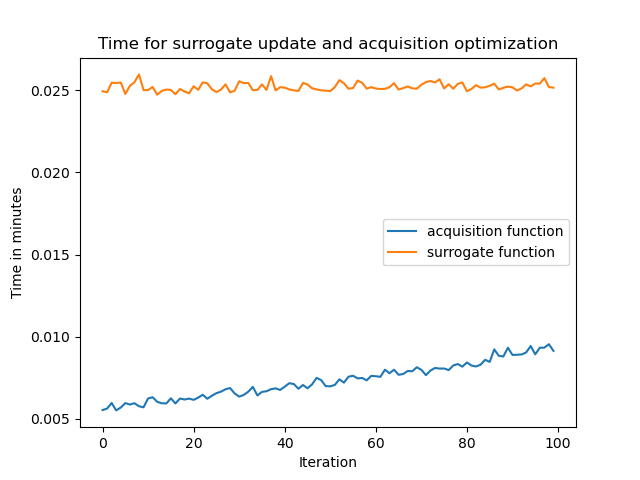 Time for surrogate update and acquisition optimization
0.025
0.020
0.015
0.010
0.005
Time in minutes
acquisition function
surrogate function
0 20 40 60 80 100
Iteration